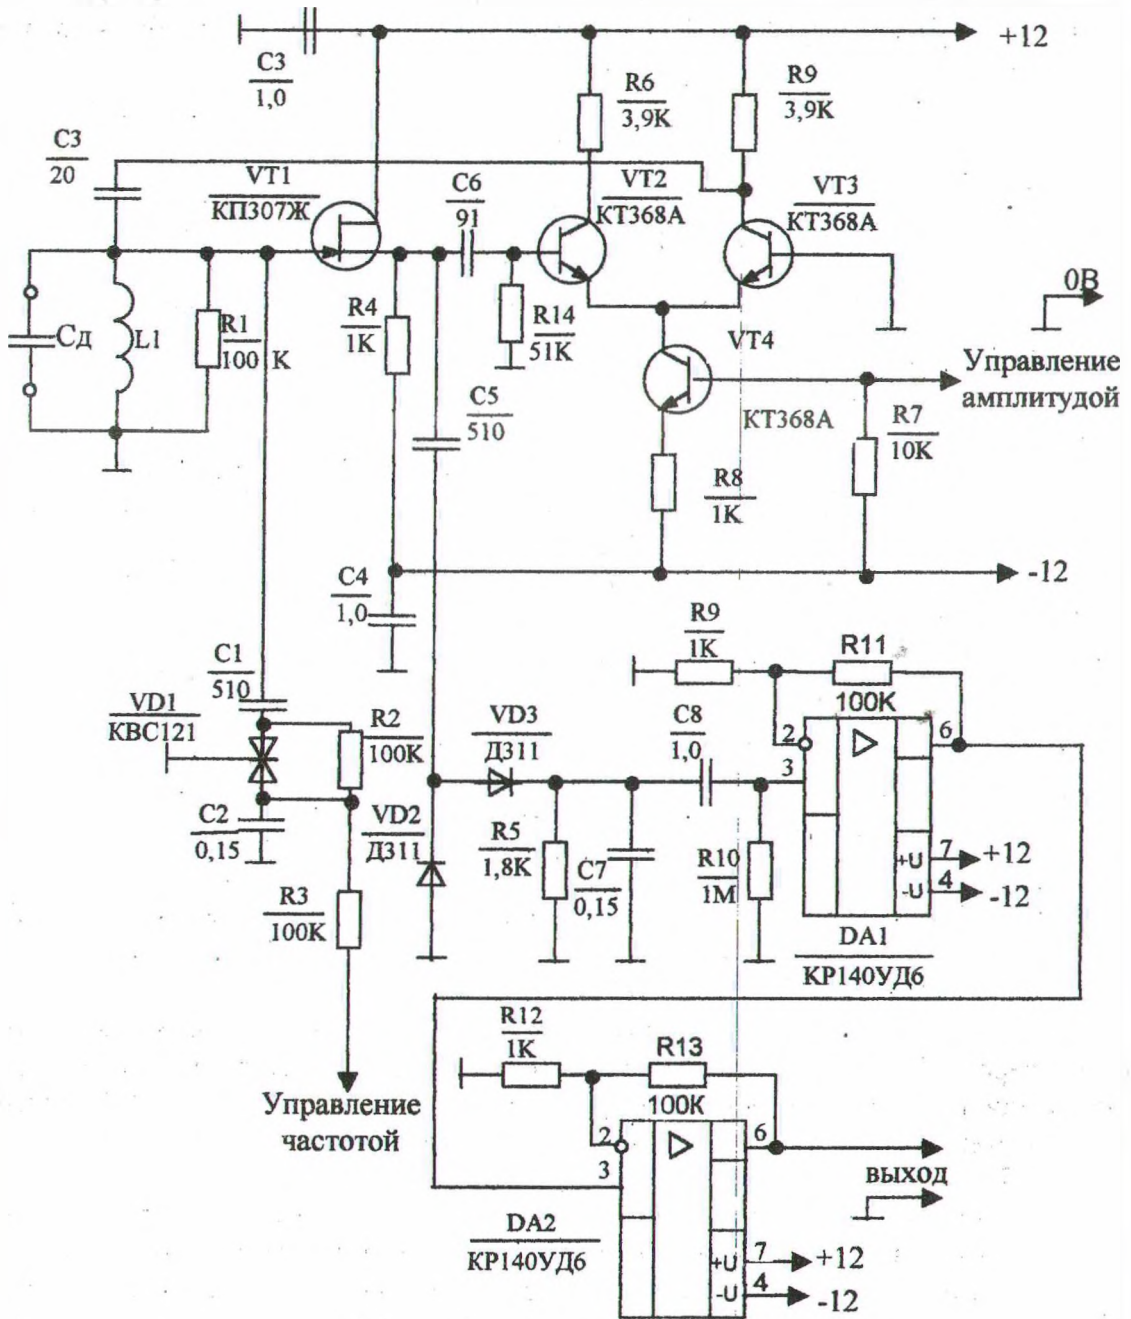 +12
C3
1,0
R6
3,9K
R9
3,9K
C3
20
VT1
КП307Ж
C6
91
VT2
КТ368А
VT3
КТ368А
0В
Сд
L1
R1
100 К
R4
1K
R14
51K
VT4
КТ368А
Управление
амплитудой
C5
510
R8
1K
R7
10K
C4
1,0
-12
R9
1K
R11
100K
C1
510
VD1
КВС121
R2
100K
VD3
Д311
C8
1,0
2
3
6
C2
0,15
VD2
Д311
R5
1,8K
C7
0,15
R10
1M
+U
7
+12
-U
4
-12
R3
100K
DA1
КР140УД6
R12
1K
R13
100K
Управление
частотой
2
3
6
выход
DA2
КР140УД6
+U
7
+12
-U
4
-12